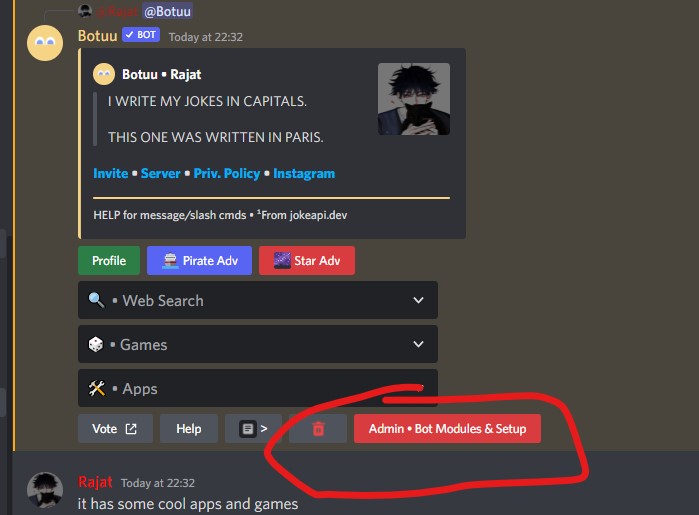 @Rajat @Botuu
Botuu BOT Today at 22:32
Botuu • Rajat
I WRITE MY JOKES IN CAPITALS.
THIS ONE WAS WRITTEN IN PARIS.
Invite • Server • Priv. Policy • Instagram
HELP for message/slash cmds • ¹From jokeapi.dev
Profile Pirate Adv Star Adv
• Web Search
• Games
• Apps
Vote Help > Admin • Bot Modules & Setup
Rajat Today at 22:32
it has some cool apps and games